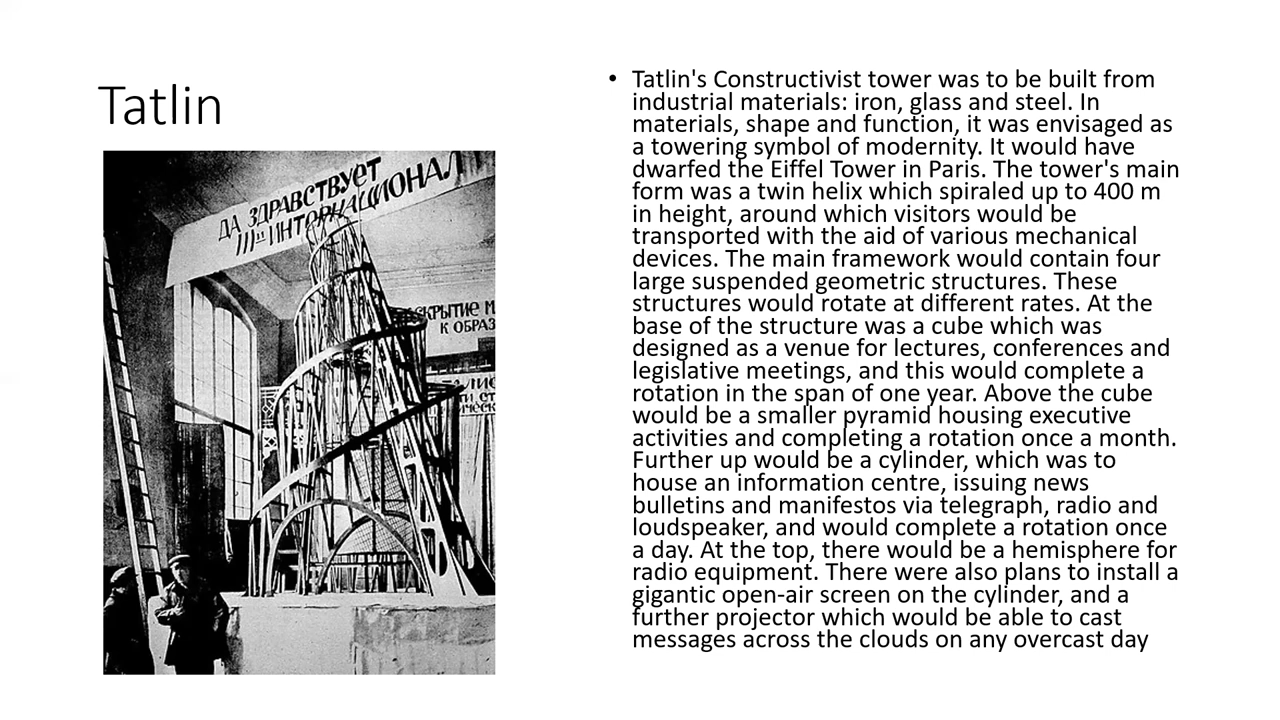 Tatlin
ДА ЗДРАВСТВУЕТ
IIIИЙ ИНТЕРНАЦИОНАЛ
К ОБРАЗ
• Tatlin's Constructivist tower was to be built from
industrial materials: iron, glass and steel. In
materials, shape and function, it was envisaged as
a towering symbol of modernity. It would have
dwarfed the Eiffel Tower in Paris. The tower's main
form was a twin helix which spiraled up to 400 m
in height, around which visitors would be
transported with the aid of various mechanical
devices. The main framework would contain four
large suspended geometric structures. These
structures would rotate at different rates. At the
base of the structure was a cube which was
designed as a venue for lectures, conferences and
legislative meetings, and this would complete a
rotation in the span of one year. Above the cube
would be a smaller pyramid housing executive
activities and completing a rotation once a month.
Further up would be a cylinder, which was to
house an information centre, issuing news
bulletins and manifestos via telegraph, radio and
loudspeaker, and would complete a rotation once
a day. At the top, there would be a hemisphere for
radio equipment. There were also plans to install a
gigantic open-air screen on the cylinder, and a
further projector which would be able to cast
messages across the clouds on any overcast day